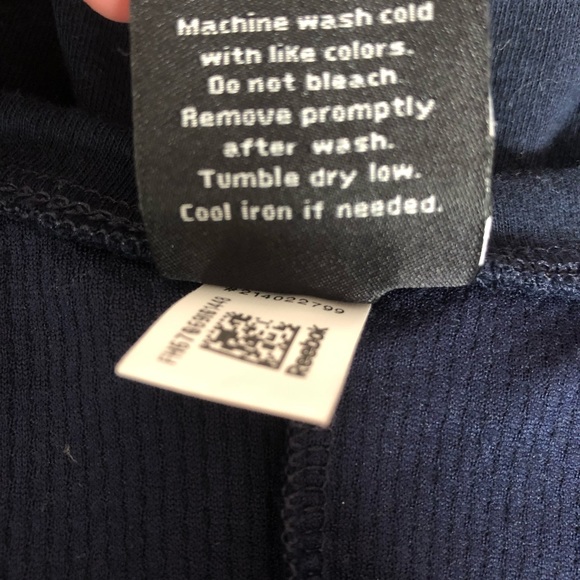 Machine wash cold
with like colors.
Do not bleach
Remove promptly
after wash.
Tumble dry low.
Cool iron if needed.
#214022799
Reebok